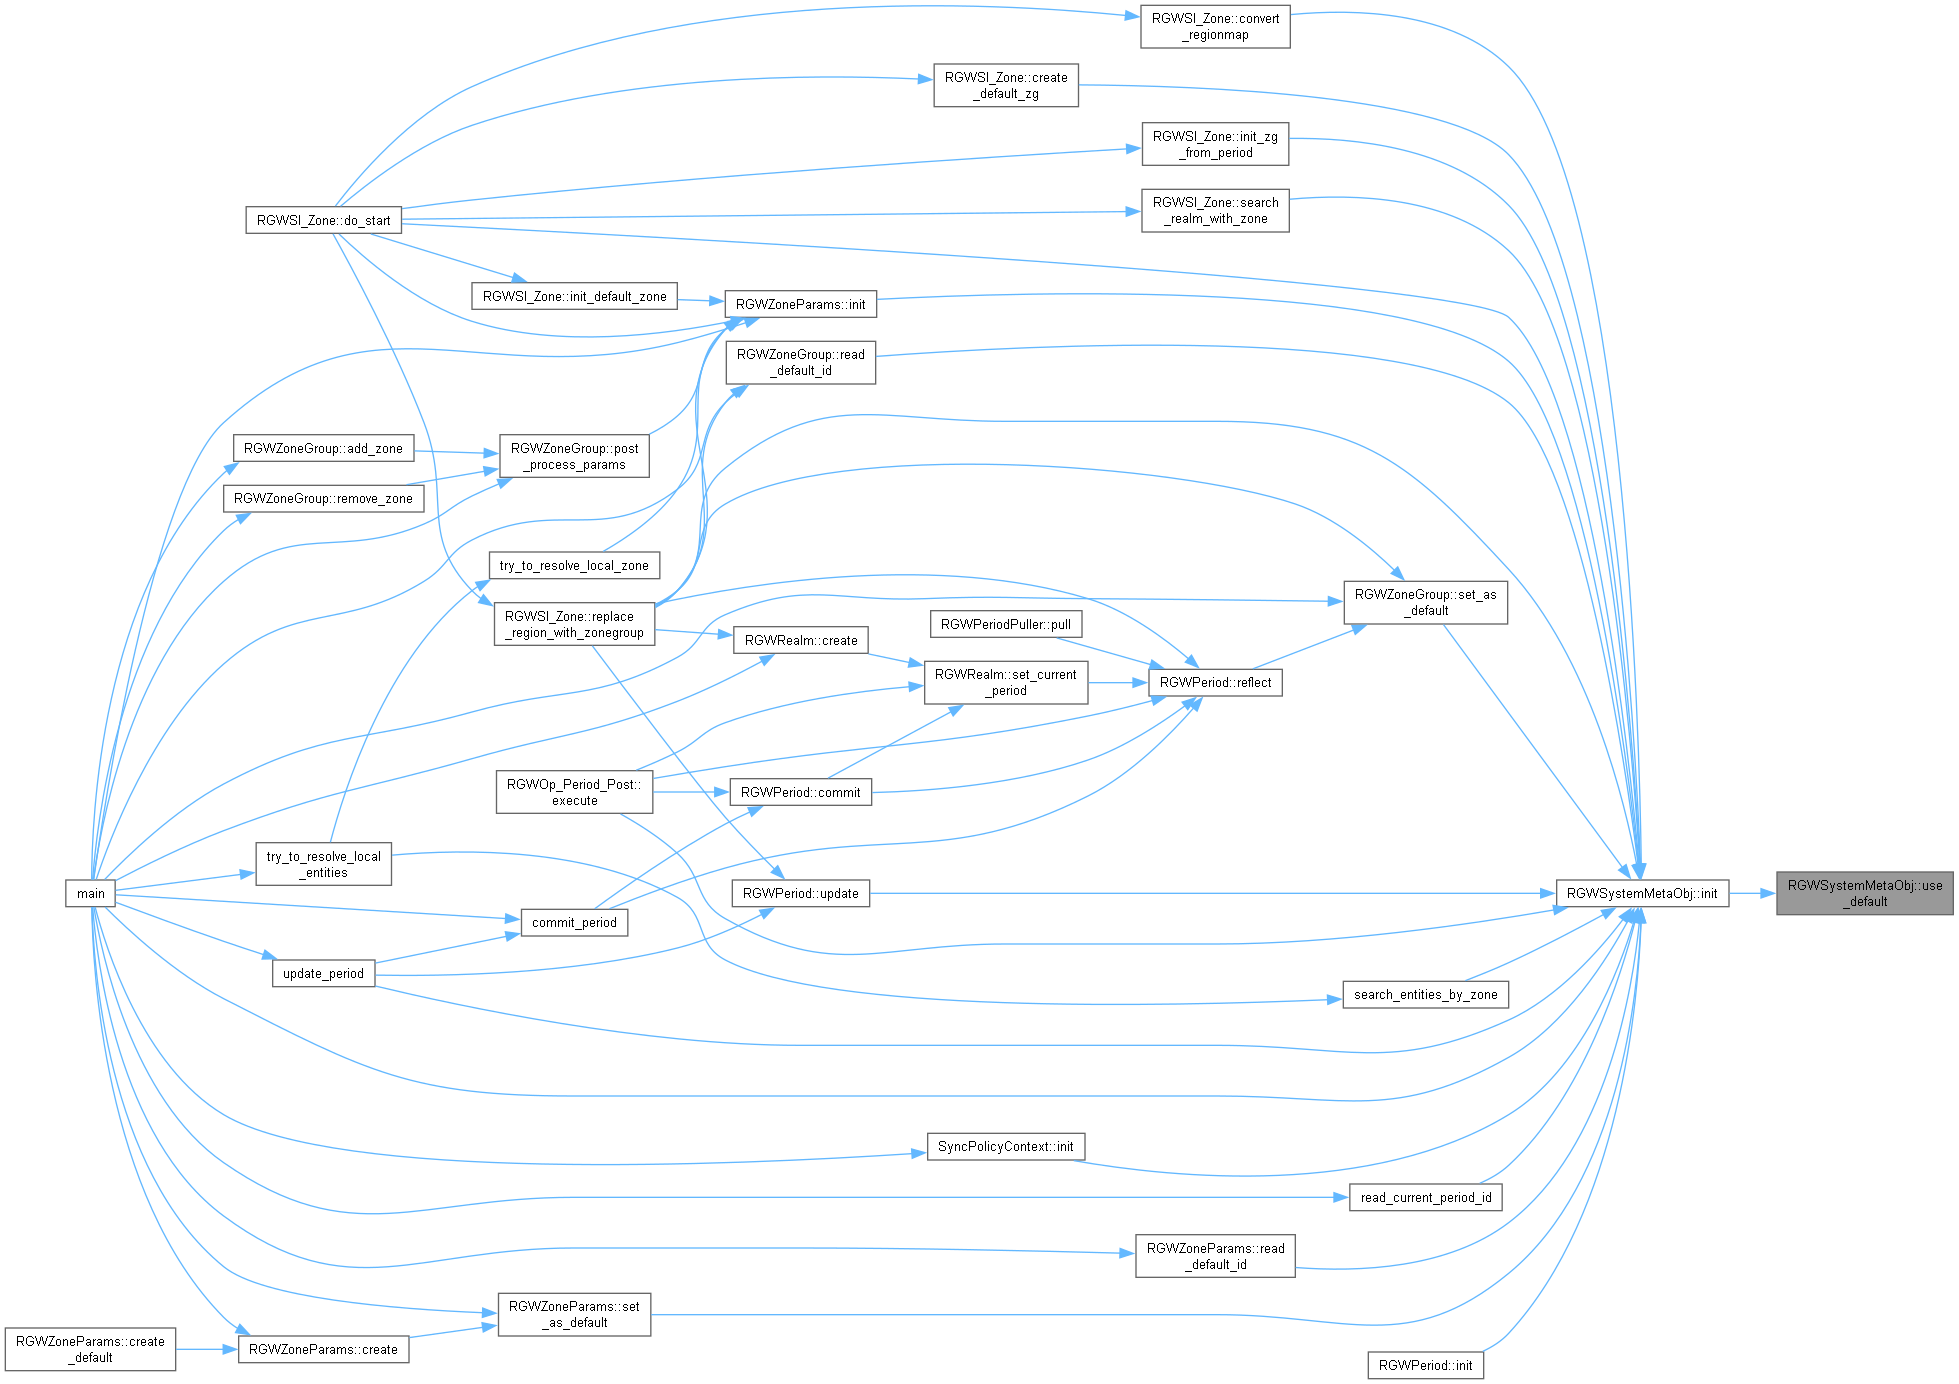 RGWSI_Zone::convert
_regionmap
RGWSI_Zone::create
_default_zg
RGWSI_Zone::init_zg
_from_period
RGWSI_Zone::search
_realm_with_zone
RGWSI_Zone::do_start
RGWSI_Zone::init_default_zone
RGWZoneParams::init
RGWZoneGroup::read
_default_id
RGWZoneGroup::add_zone
RGWZoneGroup::post
_process_params
RGWZoneGroup::remove_zone
try_to_resolve_local_zone
RGWSI_Zone::replace
_region_with_zonegroup
RGWZoneGroup::set_as
_default
RGWPeriodPuller::pull
RGWRealm::create
RGWRealm::set_current
_period
RGWPeriod::reflect
RGWOp_Period_Post::
execute
RGWPeriod::commit
try_to_resolve_local
_entities
main
RGWPeriod::update
RGWSystemMetaObj::init
RGWSystemMetaObj::use
_default
commit_period
update_period
search_entities_by_zone
SyncPolicyContext::init
read_current_period_id
RGWZoneParams::read
_default_id
RGWZoneParams::set
_as_default
RGWZoneParams::create
_default
RGWZoneParams::create
RGWPeriod::init